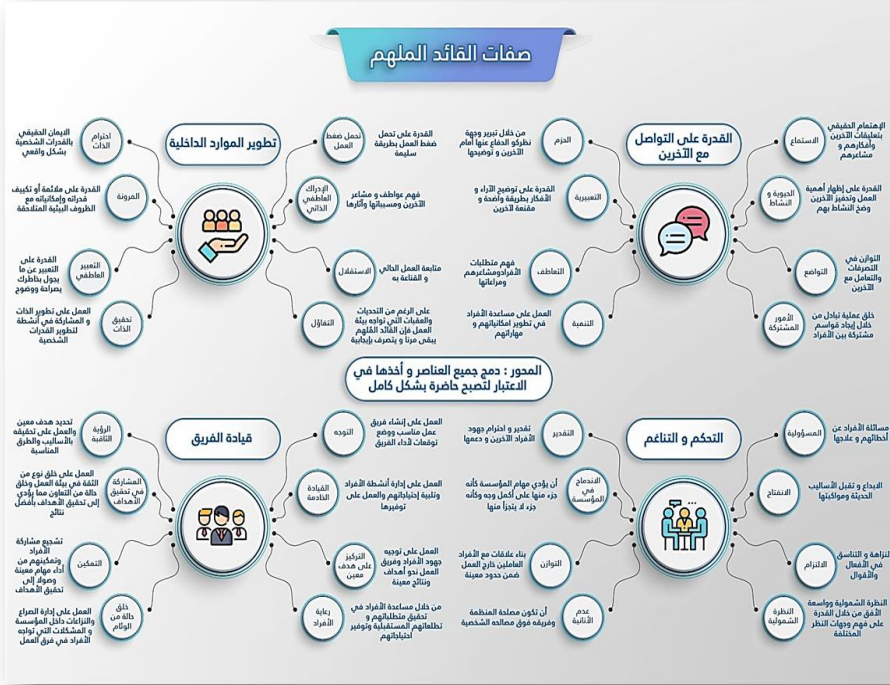 صفات القائد الملهم
القدرة على التواصل
مع الآخرين
الاستماع
الإهتمام الحقيقي
بتعليقات الآخرين
وأفكارهم و
مشاعرهم
الحيوية و
النشاط
القدرة على إظهار أهمية
العمل وتحفيز الآخرين و
وضخ النشاط بهم
التواضع
التوازن في
التصرفات
والتعامل مع
الآخرين
الأمور
المشتركة
خلق عملية تبادل من
خلال إيجاد قواسم
مشتركة بين الأفراد
الحزم
من خلال تبرير وجهة
نظركو الدفاع عنها أمام
الآخرين و توضيحها
التعبيرية
القدرة على توضيح الآراء و
الأفكار بطريقة واضحة و
مقنعة لآخرين
التعاطف
فهم متطلبات
الأفرادومشاعرهم
ومراعاتها
التنمية
العمل على مساعدة الأفراد
في تطوير امكانياتهم و
مهاراتهم
تطوير الموارد الداخلية
تحمل ضغط
العمل
القدرة على تحمل
ضغط العمل بطريقة
سليمة
الإدراك
العاطفي
الذاتي
فهم عواطف و مشاعر
الآخرين ومسبباتها وآثارها
الاستقلال
متابعة العمل الحالي
و القناعة به
التفاؤل
على الرغم من التحديات
والعقبات التي تواجه بيئة
العمل فإن القائد المُلهم
يبقى مرنا و يتصرف بإيجابية
احترام
الذات
الايمان الحقيقي
بالقدرات الشخصية
بشكل واقعي
المرونة
القدرة على ملائمة أو تكييف
قدراته وإمكانياته مع
الظروف البيئية المتلاحقة
التعبير
العاطفي
القدرة على
التعبير عن ما
يجول بخاطرك
بصراحة ووضوح
تحقيق
الذات
العمل على تطوير الذات
و المشاركة في أنشطة
لتطوير القدرات
الشخصية
المحور : دمج جميع العناصر و أخذها في
الاعتبار لتصبح حاضرة بشكل كامل
التحكم و التناغم
المسؤولية
مسائلة الأفراد عن
أخطائهم و علاجها
الانفتاح
الابداع و تقبل الأساليب
الحديثة ومواكبتها
الالتزام
النزاهة و التناسق
في الأفعال
والأقوال
النظرة
الشمولية
النظرة الشمولية وواسعة
الأفق من خلال القدرة
على فهم وجهات النظر
المختلفة
التقدير
تقدير و احترام جهود
الأفراد الآخرين و دعمها
الاندماج
في
المؤسسة
أن يؤدي مهام المؤسسة كأنه
جزء منها على أكمل وجه وكأنه
جزء لا يتجزأ منها
التوازن
بناء علاقات مع الأفراد
العاملين خارج العمل
ضمن حدود معينة
عدم
الأنانية
أن تكون مصلحة المنظمة
وفريقه فوق مصالحه الشخصية
قيادة الفريق
التوجه
العمل على إنشاء فريق
عمل مناسب ووضع
توقعات لأداء الفريق
القيادة
الخادمة
العمل على إدارة أنشطة الأفراد
وتلبية إحتياجاتهم والعمل على
توفيرها
التركيز
على هدف
معين
العمل على توجيه
جهود الأفراد وفريق
العمل نحو أهداف
ونتائج معينة
رعاية
الأفراد
من خلال مساعدة الأفراد في
تحقيق متطلباتهم و
تطلعاتهم المستقبلية وتوفير
احتياجاتهم
الرؤية
الثاقبة
تحديد هدف معين
والعمل على تحقيقه
بالأساليب والطرق
المناسبة
المشاركة
في تحقيق
الأهداف
العمل على خلق نوع من
الثقة في بيئة العمل وخلق
حالة من التعاون مما يؤدي
إلى تحقيق الأهداف بأفضل
نتائج
التمكين
تشجيع مشاركة
الأفراد
وتمكينهم من
أداء مهام معينة
وصولا إلى
تحقيق الأهداف
خلق
حالة من
الوئام
العمل على إدارة الصراع
والنزاعات داخل المؤسسة
و المشكلات التي تواجه
الأفراد في فرق العمل